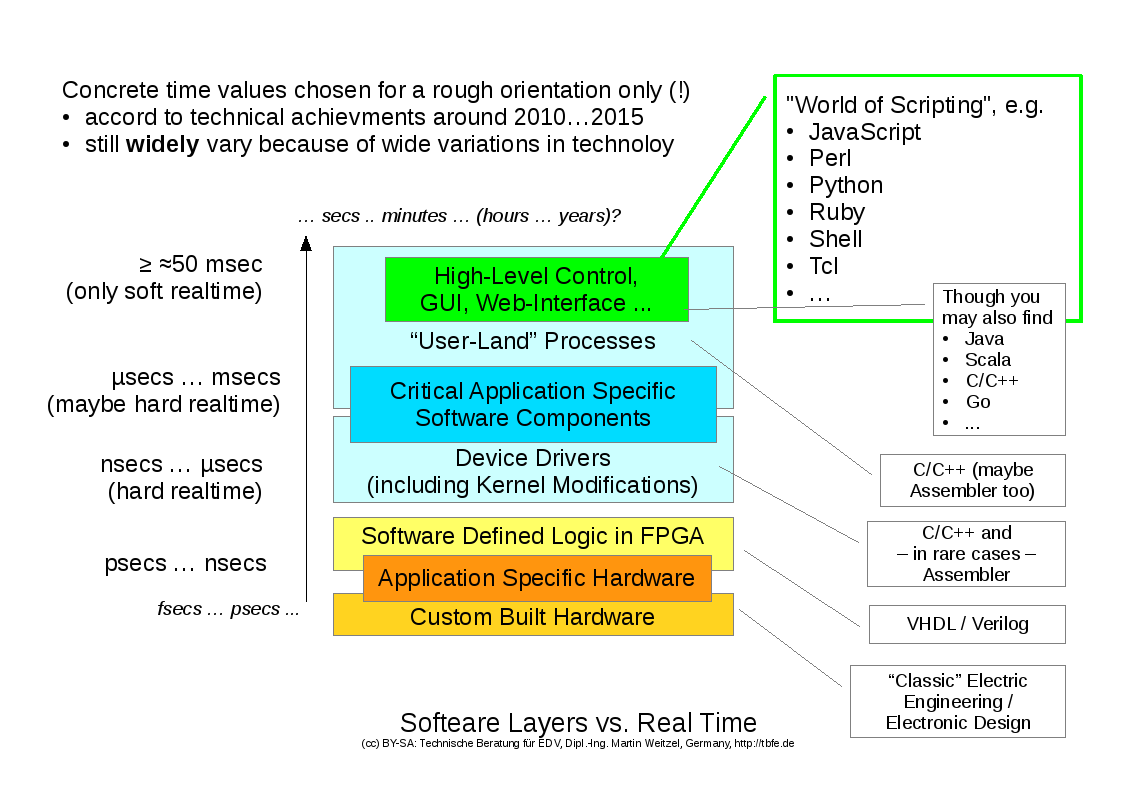 Concrete time values chosen for a rough orientation only (!)
• accord to technical achievments around 2010…2015
• still widely vary because of wide variations in technoloy
"World of Scripting", e.g.
• JavaScript
• Perl
• Python
• Ruby
• Shell
• Tcl
• …
… secs .. minutes … (hours … years)?
≥ ≈50 msec
(only soft realtime)
µsecs … msecs
(maybe hard realtime)
nsecs … µsecs
(hard realtime)
psecs … nsecs
fsecs … psecs ...
High-Level Control,
GUI, Web-Interface ...
“User-Land” Processes
Critical Application Specific
Software Components
Device Drivers
(including Kernel Modifications)
Software Defined Logic in FPGA
Application Specific Hardware
Custom Built Hardware
Though you
may also find
• Java
• Scala
• C/C++
• Go
• ...
C/C++ (maybe
Assembler too)
C/C++ and
– in rare cases –
Assembler
VHDL / Verilog
“Classic” Electric
Engineering /
Electronic Design
Softeare Layers vs. Real Time
(cc) BY-SA: Technische Beratung für EDV, Dipl.-Ing. Martin Weitzel, Germany, http://tbfe.de